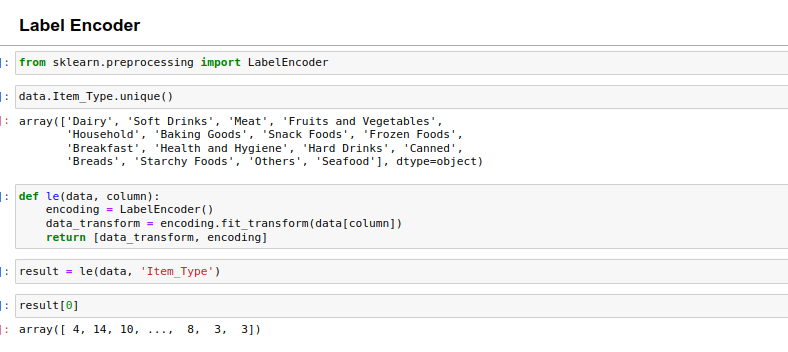 Label Encoder
]: from sklearn.preprocessing import LabelEncoder
]: data.Item_Type.unique()
]: array(['Dairy', 'Soft Drinks', 'Meat', 'Fruits and Vegetables',
'Household', 'Baking Goods', 'Snack Foods', 'Frozen Foods',
'Breakfast', 'Health and Hygiene', 'Hard Drinks', 'Canned',
'Breads', 'Starchy Foods', 'Others', 'Seafood'], dtype=object)
]: def le(data, column):
encoding = LabelEncoder()
data_transform = encoding.fit_transform(data[column])
return [data_transform, encoding]
]: result = le(data, 'Item_Type')
]: result[0]
]: array([ 4, 14, 10, ...,  8,  3,  3])